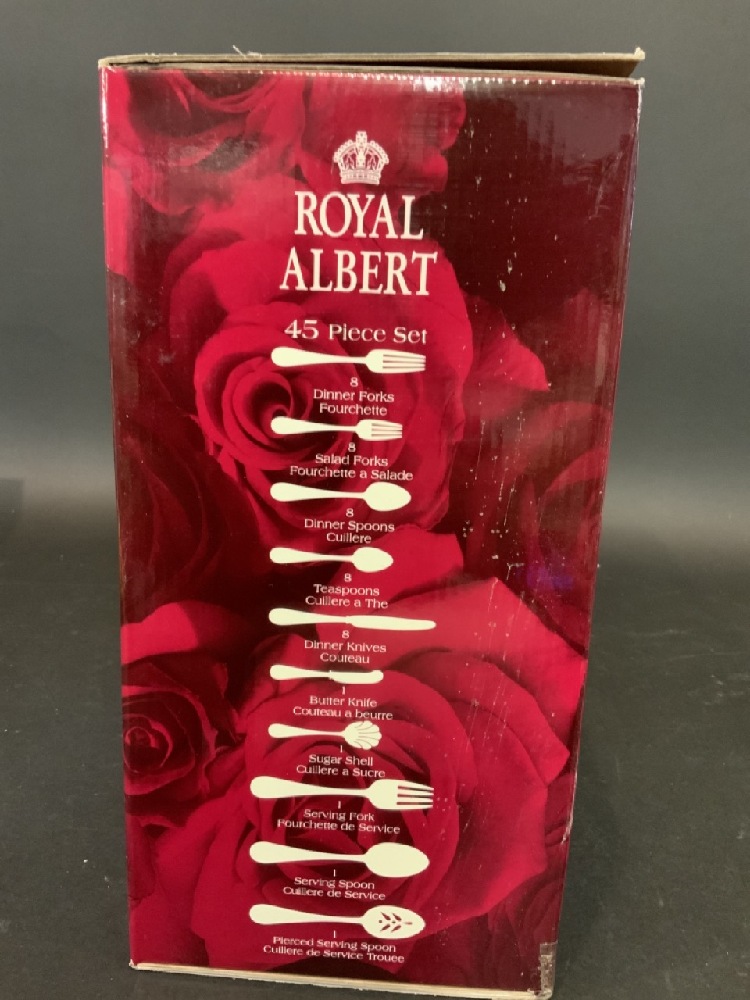 ROYAL
ALBERT
45 Piece Set
8
Dinner Forks
Fourchette
8
Salad Forks
Fourchette a Salade
8
Dinner Spoons
Cuillere
8
Teaspoons
Cuillere a The
8
Dinner Knives
Couteau
1
Butter Knife
Couteau a beurre
1
Sugar Shell
Cuillere a Sucre
1
Serving Fork
Fourchette de Service
1
Serving Spoon
Cuillere de Service
1
Pierced Serving Spoon
Cuillere de Service Trouee